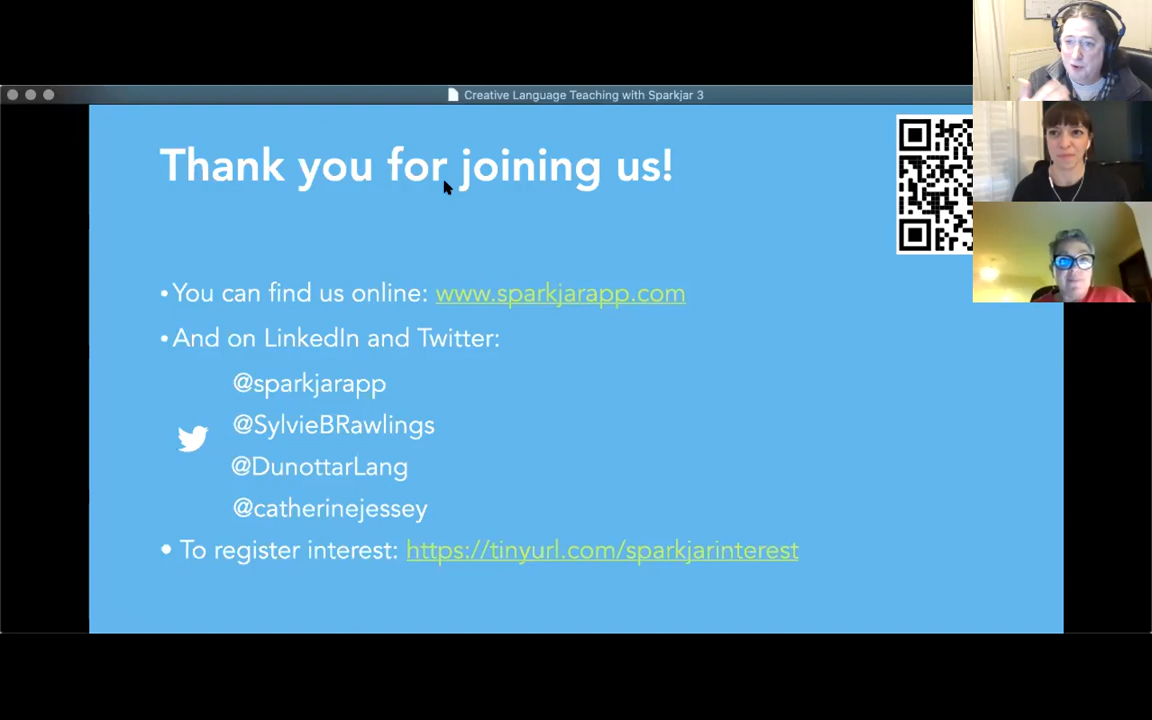 Creative Language Teaching with Sparkjar 3
Thank you for joining us!
•You can find us online: www.sparkjarapp.com
•And on LinkedIn and Twitter:
@sparkjarapp
@SylvieBRawlings
@DunottarLang
@catherinejessey
• To register interest: https://tinyurl.com/sparkjarinterest